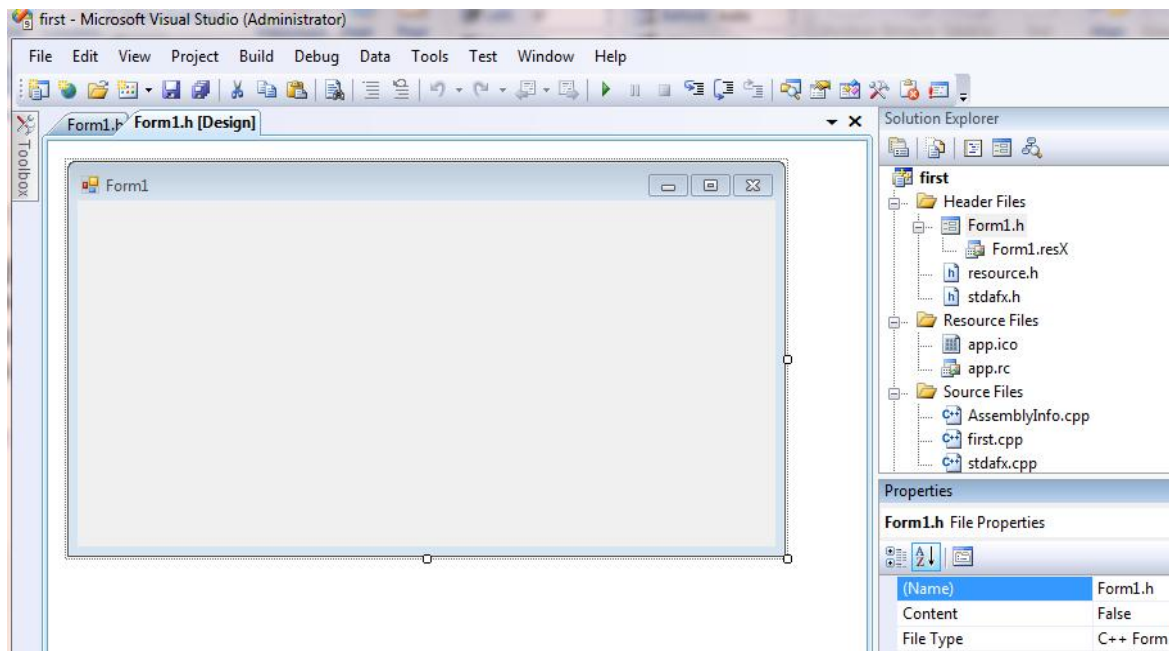 first - Microsoft Visual Studio (Administrator)
File Edit View Project Build Debug Data Tools Test Window Help
Toolbox
Form1.h Form1.h [Design]
Form1
Solution Explorer
first
Header Files
Form1.h
Form1.resX
resource.h
stdafx.h
Resource Files
app.ico
app.rc
Source Files
AssemblyInfo.cpp
first.cpp
stdafx.cpp
Properties
Form1.h File Properties
(Name) Form1.h
Content False
File Type C++ Form